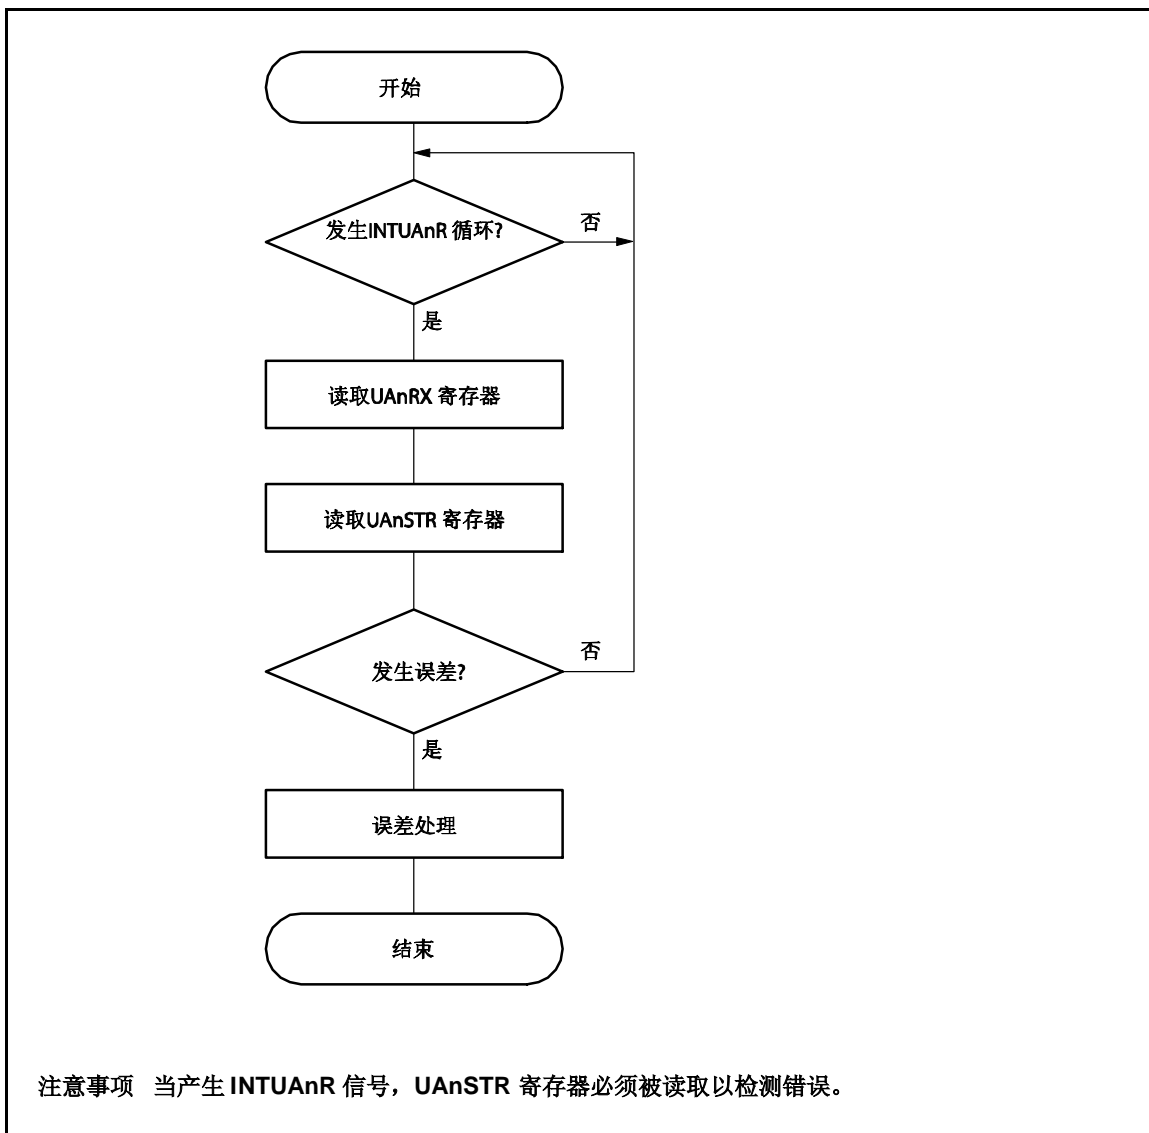 开始
发生INTUAnR 循环?
否
是
读取UAnRX 寄存器
读取UAnSTR 寄存器
发生误差?
否
是
误差处理
结束
注意事项 当产生 INTUAnR 信号，UAnSTR 寄存器必须被读取以检测错误。